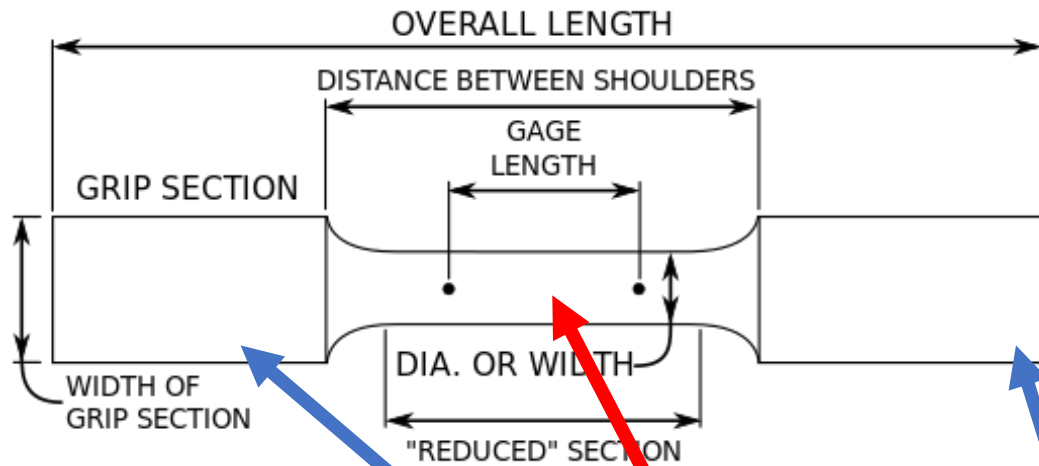 OVERALL LENGTH
DISTANCE BETWEEN SHOULDERS
GAGE
LENGTH
GRIP SECTION
DIA. OR WIDTH
WIDTH OF
GRIP SECTION
"REDUCED" SECTION